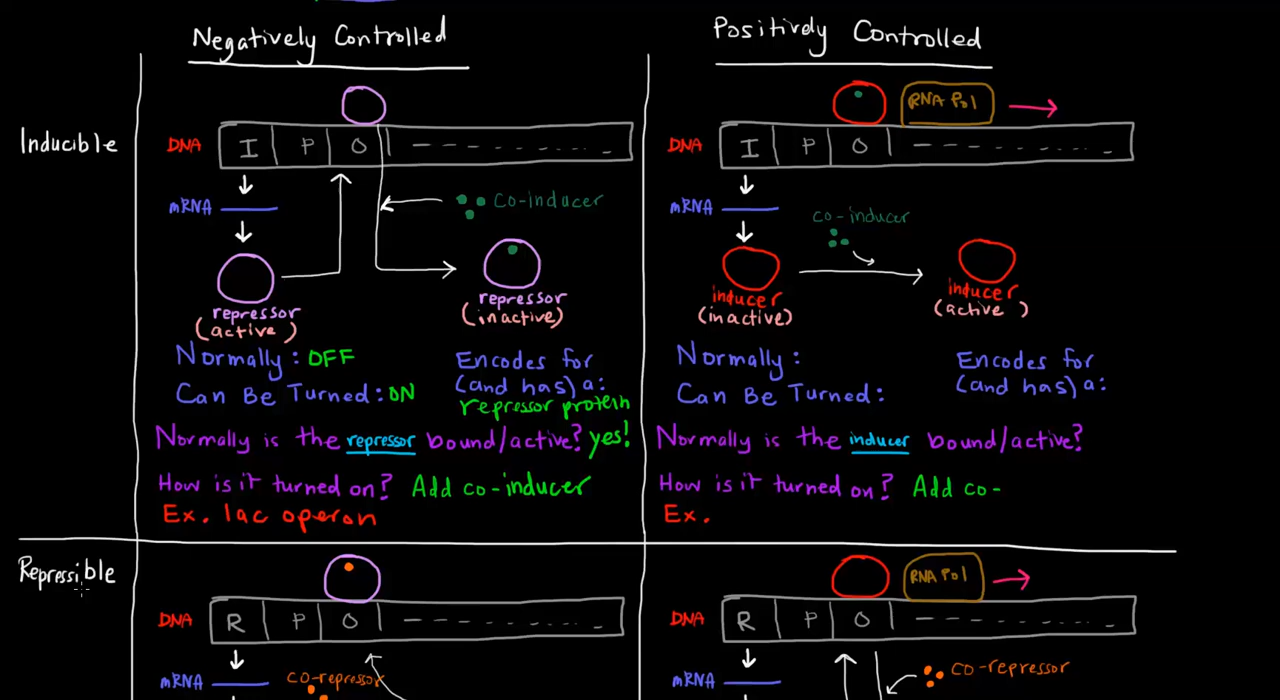 Negatively Controlled
Positively Controlled
Inducible
DNA I P O
mRNA
co-inducer
repressor
(active)
repressor
(inactive)
Normally: OFF
Can Be Turned: ON
Encodes for
(and has) a:
repressor protein
Normally is the repressor bound/active? yes!
How is it turned on? Add co-inducer
Ex. lac operon
RNA Pol
DNA I P O
mRNA
co-inducer
inducer
(inactive)
inducer
(active)
Normally:
Can Be Turned:
Encodes for
(and has) a:
Normally is the inducer bound/active?
How is it turned on? Add co-
Ex.
Repressible
DNA R P O
mRNA
co-repressor
RNA Pol
DNA R P O
mRNA
co-repressor